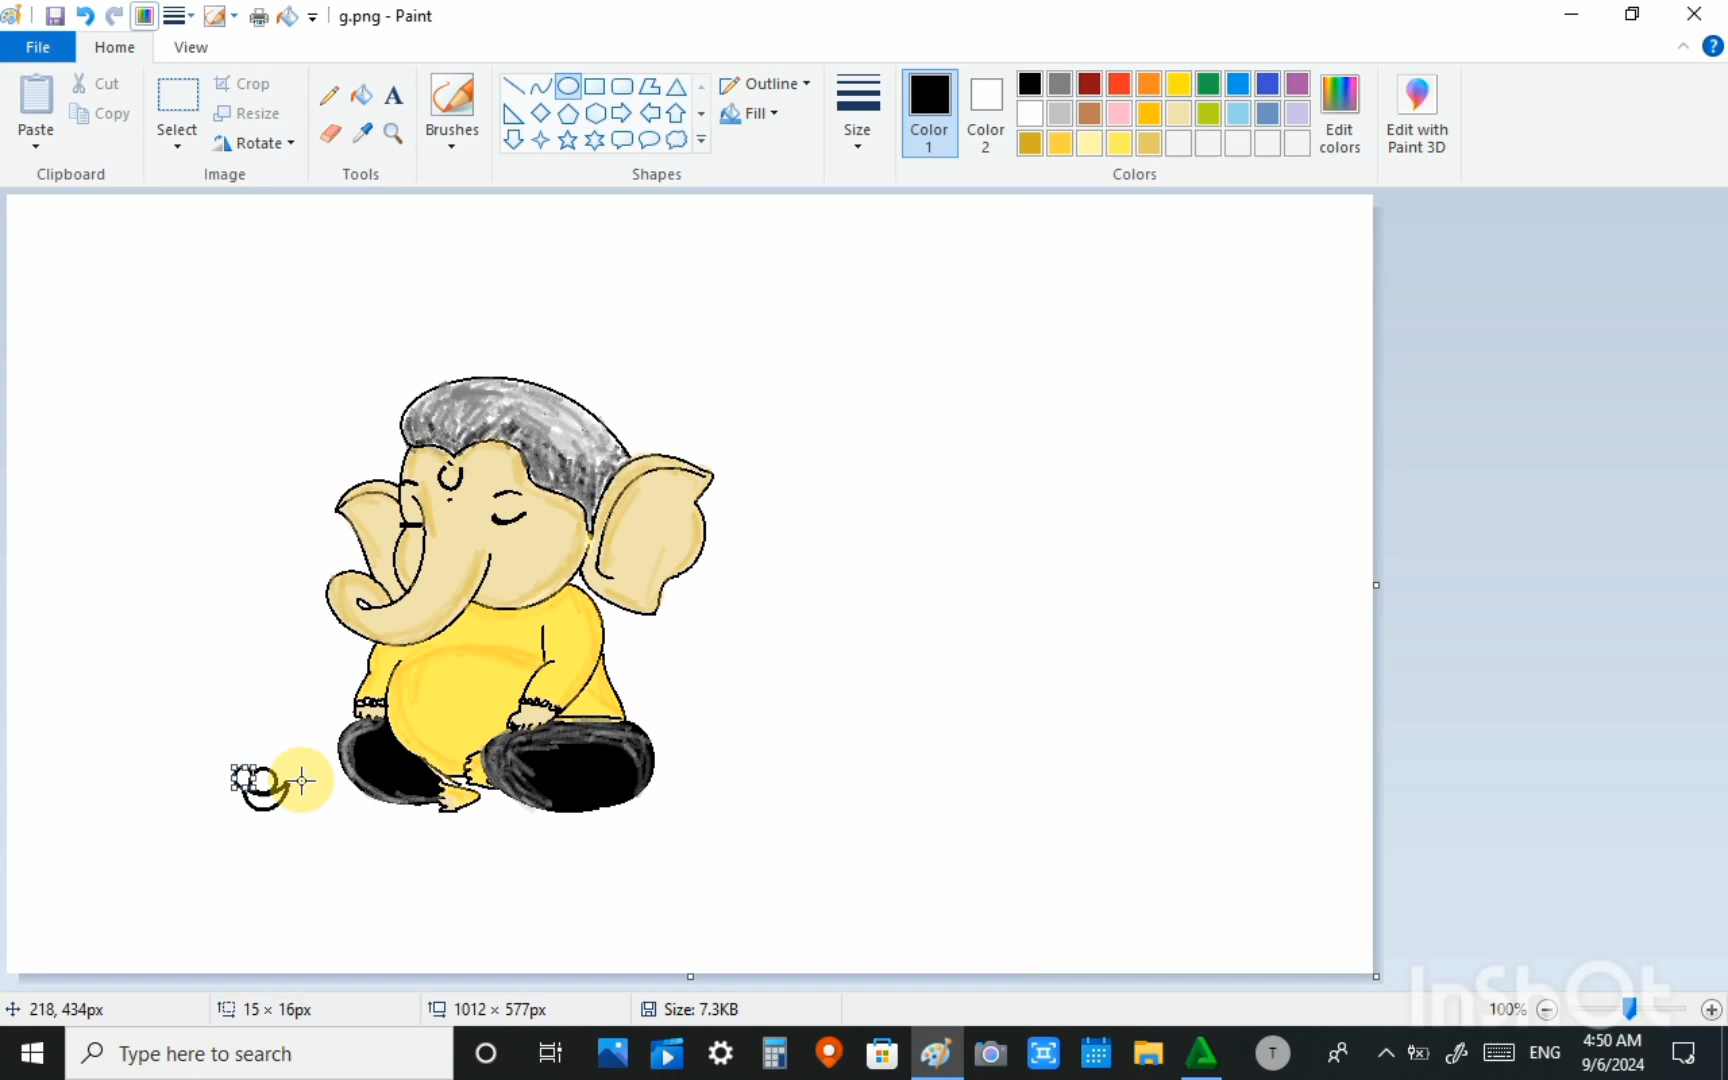 g.png - Paint
File
Home
View
Paste
Cut
Copy
Clipboard
Select
Crop
Resize
Rotate
Image
Tools
Brushes
Outline
Fill
Shapes
Size
Color 1
Color 2
Edit colors
Edit with Paint 3D
Colors
218, 434px
15 × 16px
1012 × 577px
Size: 7.3KB
100%
InShOt
Type here to search
T
ENG
4:50 AM
9/6/2024